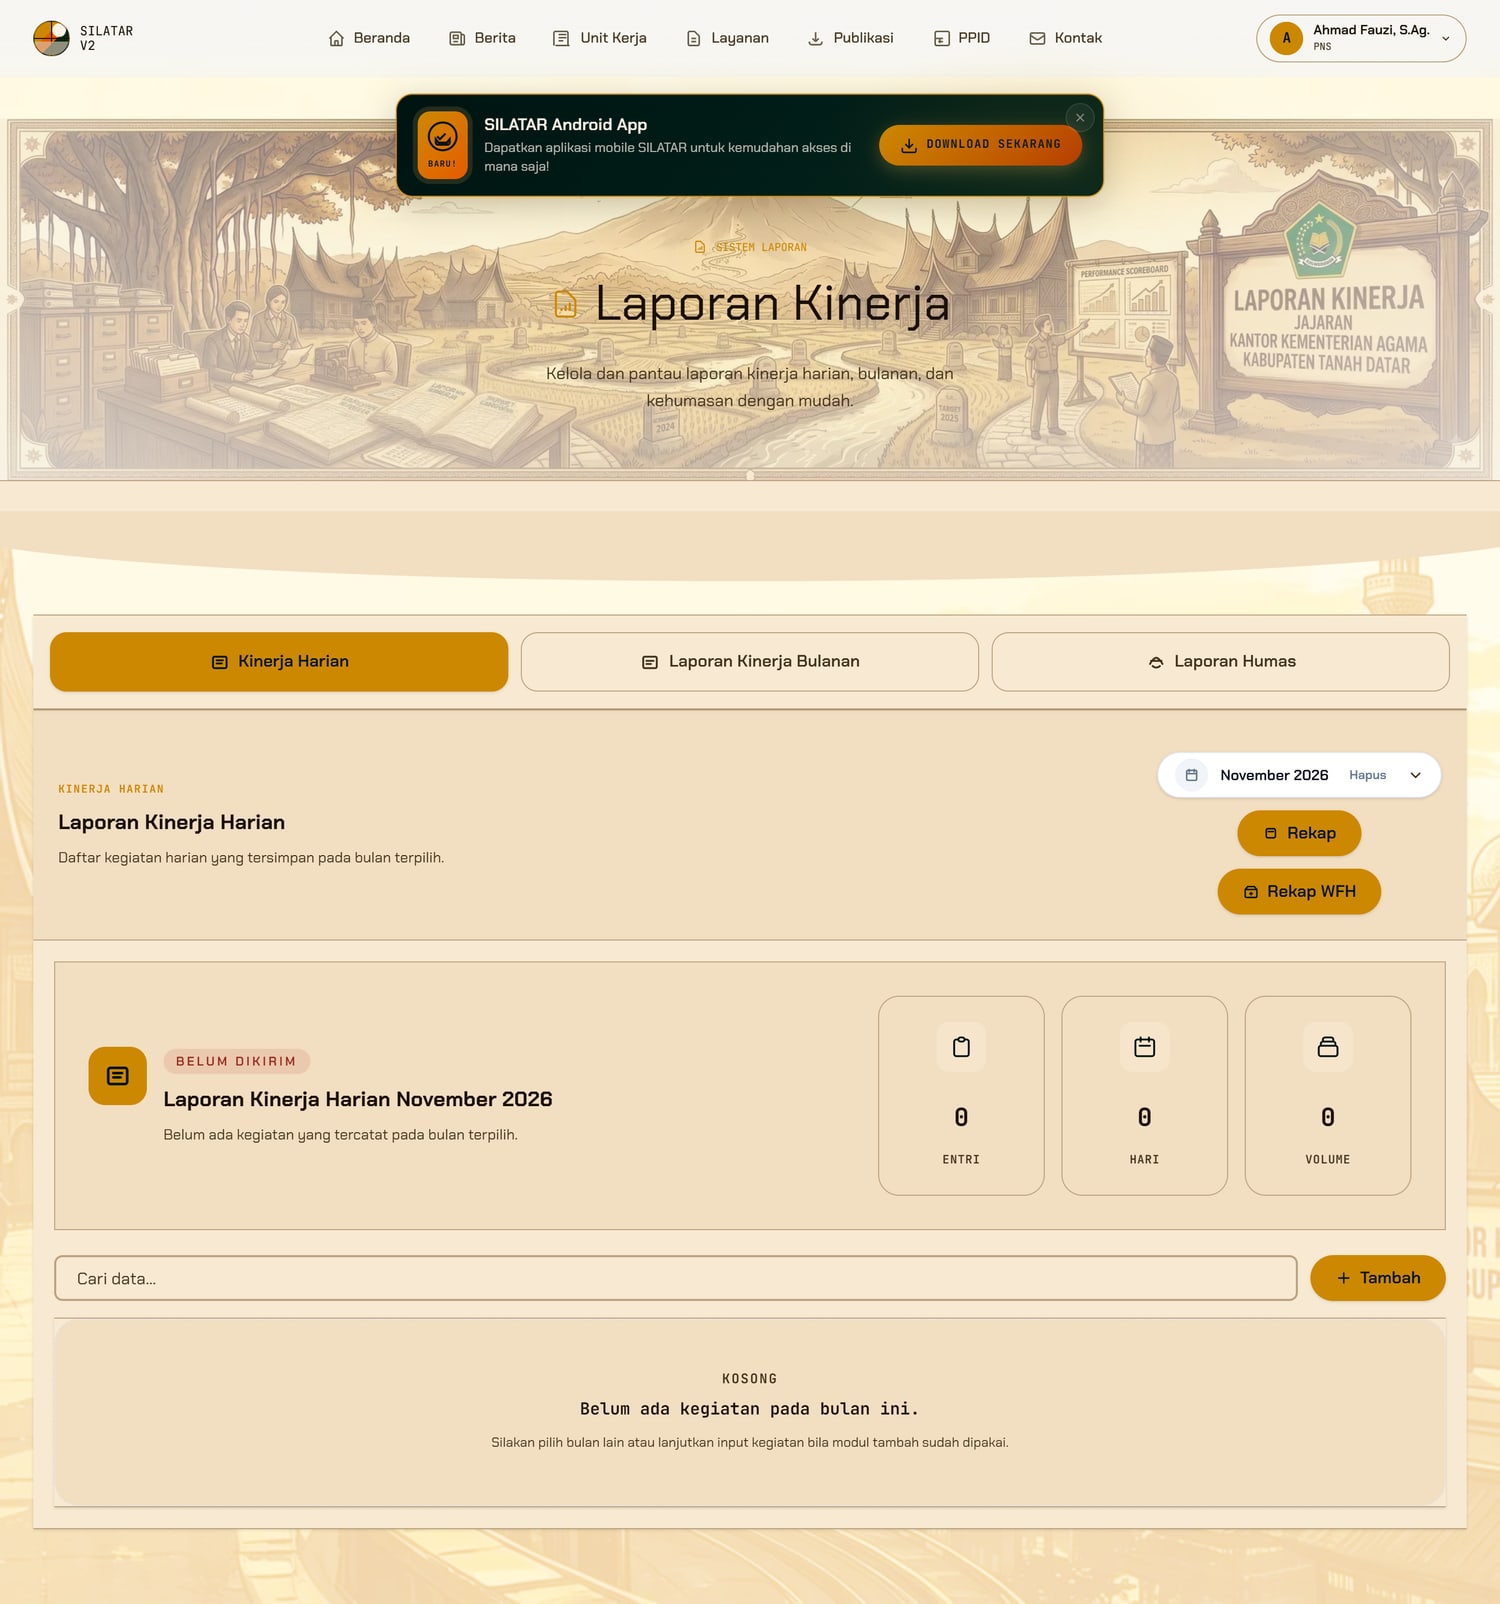 SILATAR
V2
Beranda
Berita
Unit Kerja
Layanan
Publikasi
PPID
Kontak
A
Ahmad Fauzi, S.Ag.
PNS
BARU!
SILATAR Android App
Dapatkan aplikasi mobile SILATAR untuk kemudahan akses di
mana saja!
DOWNLOAD SEKARANG
SISTEM LAPORAN
Laporan Kinerja
Kelola dan pantau laporan kinerja harian, bulanan, dan
kehumasan dengan mudah.
PERFORMANCE SCOREBOARD
LAPORAN KINERJA
JAJARAN
KANTOR KEMENTERIAN AGAMA
KABUPATEN TANAH DATAR
2024
TARGET
2025
Kinerja Harian
Laporan Kinerja Bulanan
Laporan Humas
KINERJA HARIAN
Laporan Kinerja Harian
Daftar kegiatan harian yang tersimpan pada bulan terpilih.
November 2026
Hapus
Rekap
Rekap WFH
BELUM DIKIRIM
Laporan Kinerja Harian November 2026
Belum ada kegiatan yang tercatat pada bulan terpilih.
0
ENTRI
0
HARI
0
VOLUME
Cari data...
Tambah
KOSONG
Belum ada kegiatan pada bulan ini.
Silakan pilih bulan lain atau lanjutkan input kegiatan bila modul tambah sudah dipakai.